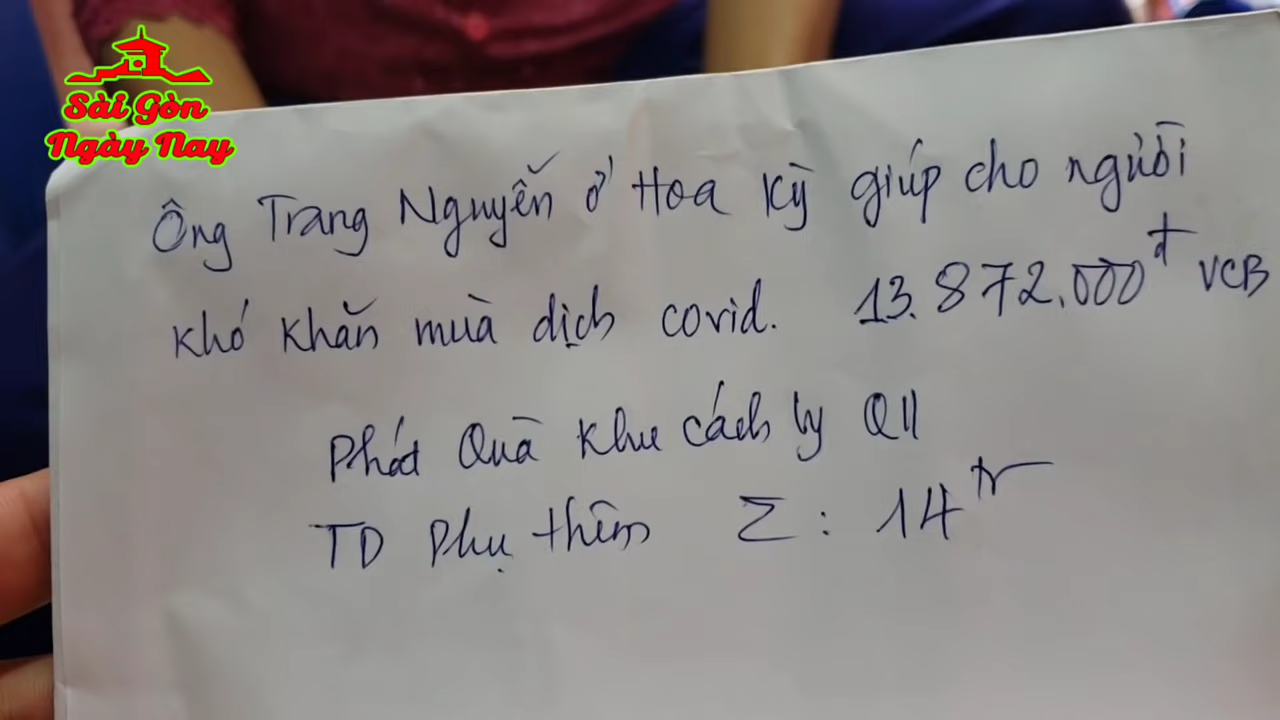 Sài Gòn
Ngày Nay
Ông Trang Nguyễn ở Hoa Kỳ giúp cho người
khó khăn mùa dịch covid. 13.872.000đ VCB
Phát Quà khu cách ly Q11
TD phụ thêm Σ: 14tr